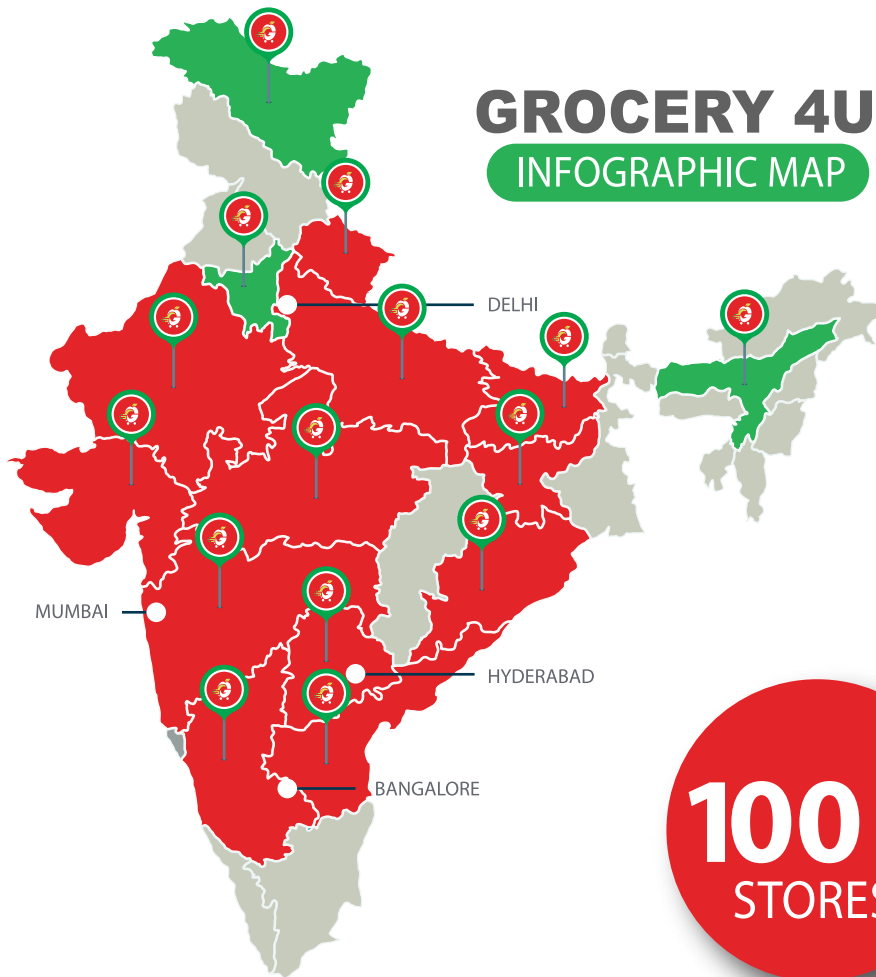 GROCERY 4U
INFOGRAPHIC MAP
DELHI
MUMBAI
HYDERABAD
BANGALORE
100
STORES